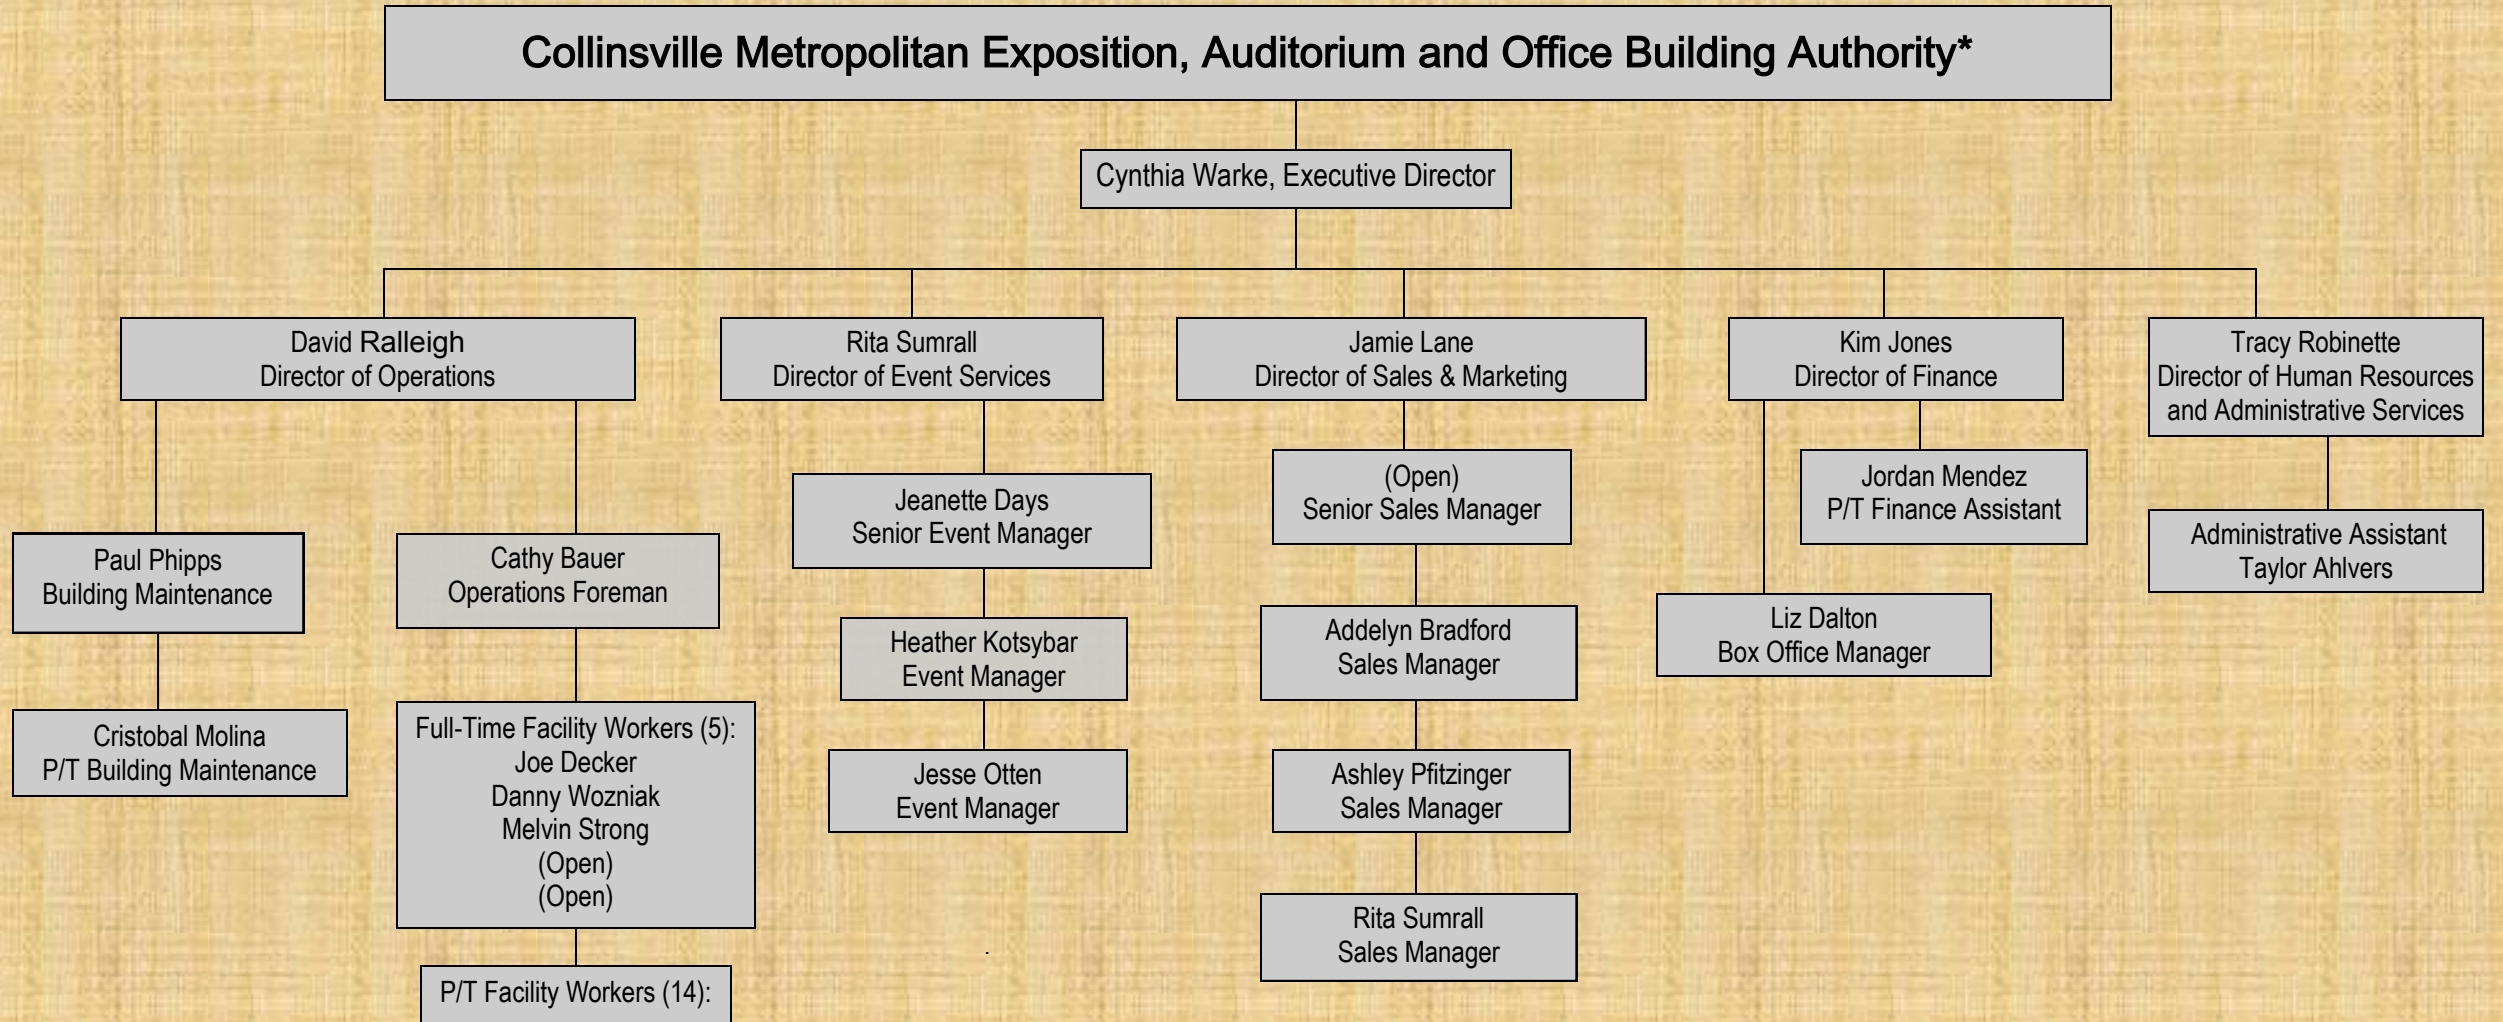 Collinsville Metropolitan Exposition, Auditorium and Office Building Authority*
Cynthia Warke, Executive Director
David Ralleigh
Director of Operations
Rita Sumrall
Director of Event Services
Jamie Lane
Director of Sales & Marketing
Kim Jones
Director of Finance
Tracy Robinette
Director of Human Resources
and Administrative Services
Paul Phipps
Building Maintenance
Cristobal Molina
P/T Building Maintenance
Cathy Bauer
Operations Foreman
Full-Time Facility Workers (5):
Joe Decker
Danny Wozniak
Melvin Strong
(Open)
(Open)
P/T Facility Workers (14):
Jeanette Days
Senior Event Manager
Heather Kotsybar
Event Manager
Jesse Otten
Event Manager
(Open)
Senior Sales Manager
Addelyn Bradford
Sales Manager
Ashley Pfitzinger
Sales Manager
Rita Sumrall
Sales Manager
Jordan Mendez
P/T Finance Assistant
Liz Dalton
Box Office Manager
Administrative Assistant
Taylor Ahlvers